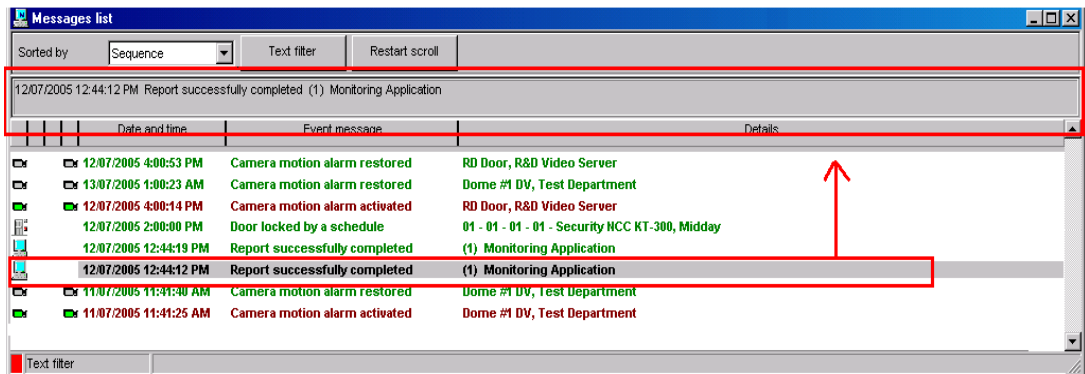 Messages list
Sorted by Sequence Text filter Restart scroll
12/07/2005 12:44:12 PM Report successfully completed (1) Monitoring Application
Date and time Event message Details
12/07/2005 4:00:53 PM Camera motion alarm restored RD Door, R&D Video Server
13/07/2005 1:00:23 AM Camera motion alarm restored Dome #1 DV, Test Department
12/07/2005 4:00:14 PM Camera motion alarm activated RD Door, R&D Video Server
12/07/2005 2:00:00 PM Door locked by a schedule 01 - 01 - 01 - 01 - Security NCC KT-300, Midday
12/07/2005 12:44:19 PM Report successfully completed (1) Monitoring Application
12/07/2005 12:44:12 PM Report successfully completed (1) Monitoring Application
11/07/2005 11:41:40 AM Camera motion alarm restored Dome #1 DV, Test Department
11/07/2005 11:41:25 AM Camera motion alarm activated Dome #1 DV, Test Department
Text filter